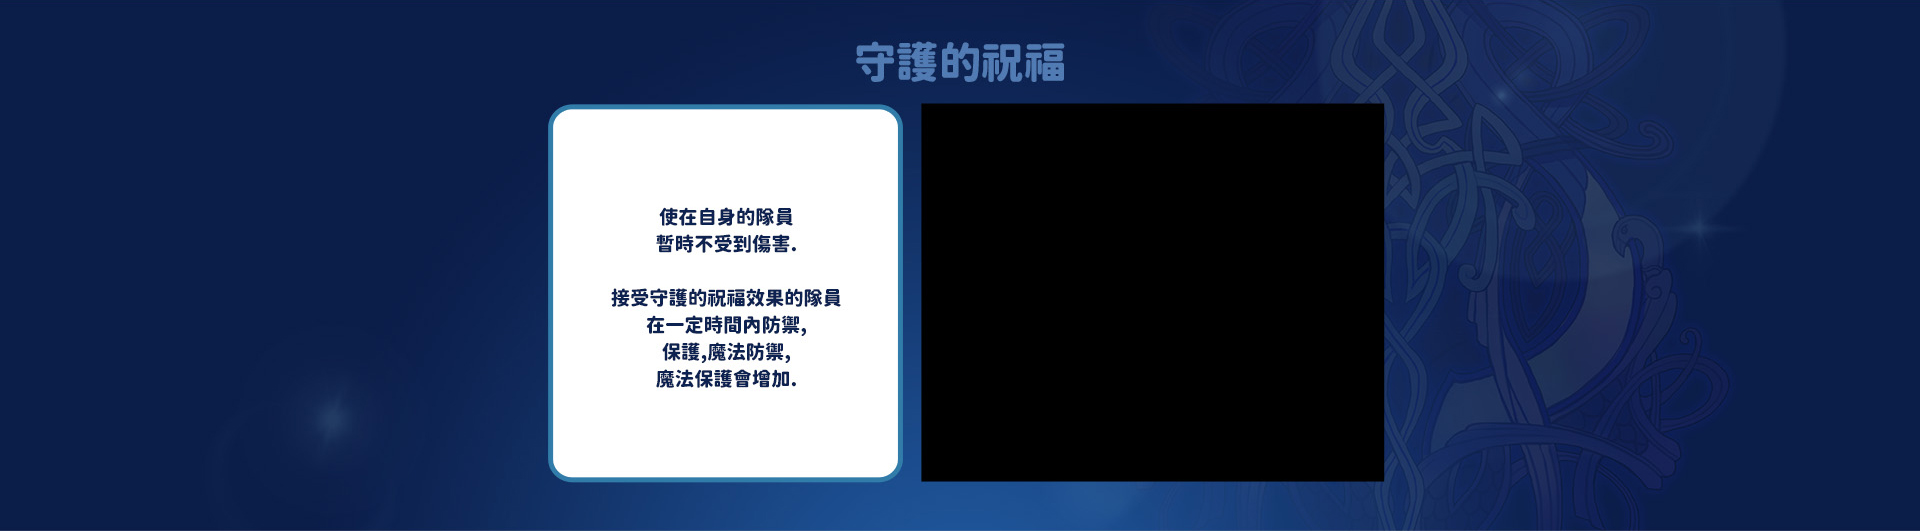 守護的祝福
使在自身的隊員
暫時不受到傷害.
接受守護的祝福效果的隊員
在一定時間內防禦,
保護,魔法防禦,
魔法保護會增加.